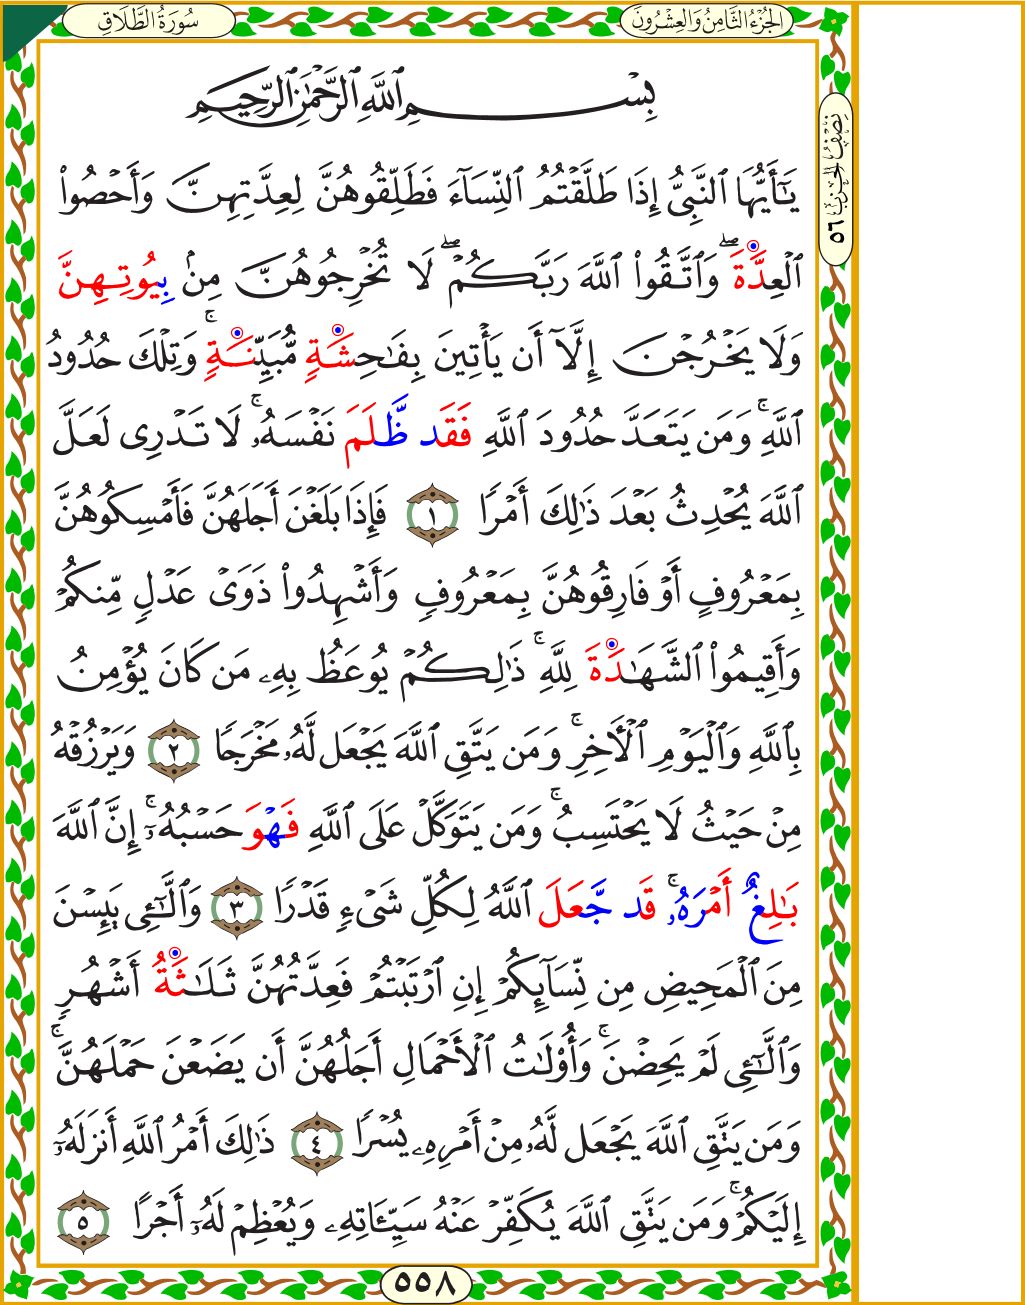 سُورَةُ الطَّلَاقِ
الجُزْءُ الثَّامِنُ وَالعِشْرُونَ
نِصْفُ الحِزْبِ ٥٦
بِسْمِ ٱللَّهِ ٱلرَّحْمَٰنِ ٱلرَّحِيمِ
يَٰٓأَيُّهَا ٱلنَّبِيُّ إِذَا طَلَّقْتُمُ ٱلنِّسَآءَ فَطَلِّقُوهُنَّ لِعِدَّتِهِنَّ وَأَحْصُوا۟
ٱلْعِدَّةَ ۖ وَٱتَّقُوا۟ ٱللَّهَ رَبَّكُمْ ۖ لَا تُخْرِجُوهُنَّ مِنۢ بِيُوتِهِنَّ
وَلَا يَخْرُجْنَ إِلَّآ أَن يَأْتِينَ بِفَٰحِشَةٍ مُّبَيِّنَةٍ ۚ وَتِلْكَ حُدُودُ
ٱللَّهِ ۚ وَمَن يَتَعَدَّ حُدُودَ ٱللَّهِ فَقَد ظَّلَمَ نَفْسَهُۥ ۚ لَا تَدْرِى لَعَلَّ
ٱللَّهَ يُحْدِثُ بَعْدَ ذَٰلِكَ أَمْرًا ١ فَإِذَا بَلَغْنَ أَجَلَهُنَّ فَأَمْسِكُوهُنَّ
بِمَعْرُوفٍ أَوْ فَارِقُوهُنَّ بِمَعْرُوفٍ وَأَشْهِدُوا۟ ذَوَىْ عَدْلٍ مِّنكُمْ
وَأَقِيمُوا۟ ٱلشَّهَٰدَةَ لِلَّهِ ۚ ذَٰلِكُمْ يُوعَظُ بِهِۦ مَن كَانَ يُؤْمِنُ
بِٱللَّهِ وَٱلْيَوْمِ ٱلْأَخِرِ ۚ وَمَن يَتَّقِ ٱللَّهَ يَجْعَل لَّهُۥ مَخْرَجًا ٢ وَيَرْزُقْهُ
مِنْ حَيْثُ لَا يَحْتَسِبُ ۚ وَمَن يَتَوَكَّلْ عَلَى ٱللَّهِ فَهْوَ حَسْبُهُۥٓ ۚ إِنَّ ٱللَّهَ
بَٰلِغٌ أَمْرَهُۥ ۚ قَد جَّعَلَ ٱللَّهُ لِكُلِّ شَىْءٍ قَدْرًا ٣ وَٱلَّٰٓـِٔى يَئِسْنَ
مِنَ ٱلْمَحِيضِ مِن نِّسَآئِكُمْ إِنِ ٱرْتَبْتُمْ فَعِدَّتُهُنَّ ثَلَٰثَةُ أَشْهُرٍ
وَٱلَّٰٓـِٔى لَمْ يَحِضْنَ ۚ وَأُو۟لَٰتُ ٱلْأَحْمَالِ أَجَلُهُنَّ أَن يَضَعْنَ حَمْلَهُنَّ ۚ
وَمَن يَتَّقِ ٱللَّهَ يَجْعَل لَّهُۥ مِنْ أَمْرِهِۦ يُسْرًا ٤ ذَٰلِكَ أَمْرُ ٱللَّهِ أَنزَلَهُۥٓ
إِلَيْكُمْ ۚ وَمَن يَتَّقِ ٱللَّهَ يُكَفِّرْ عَنْهُ سَيِّـَٔاتِهِۦ وَيُعْظِمْ لَهُۥٓ أَجْرًا ٥
٥٥٨